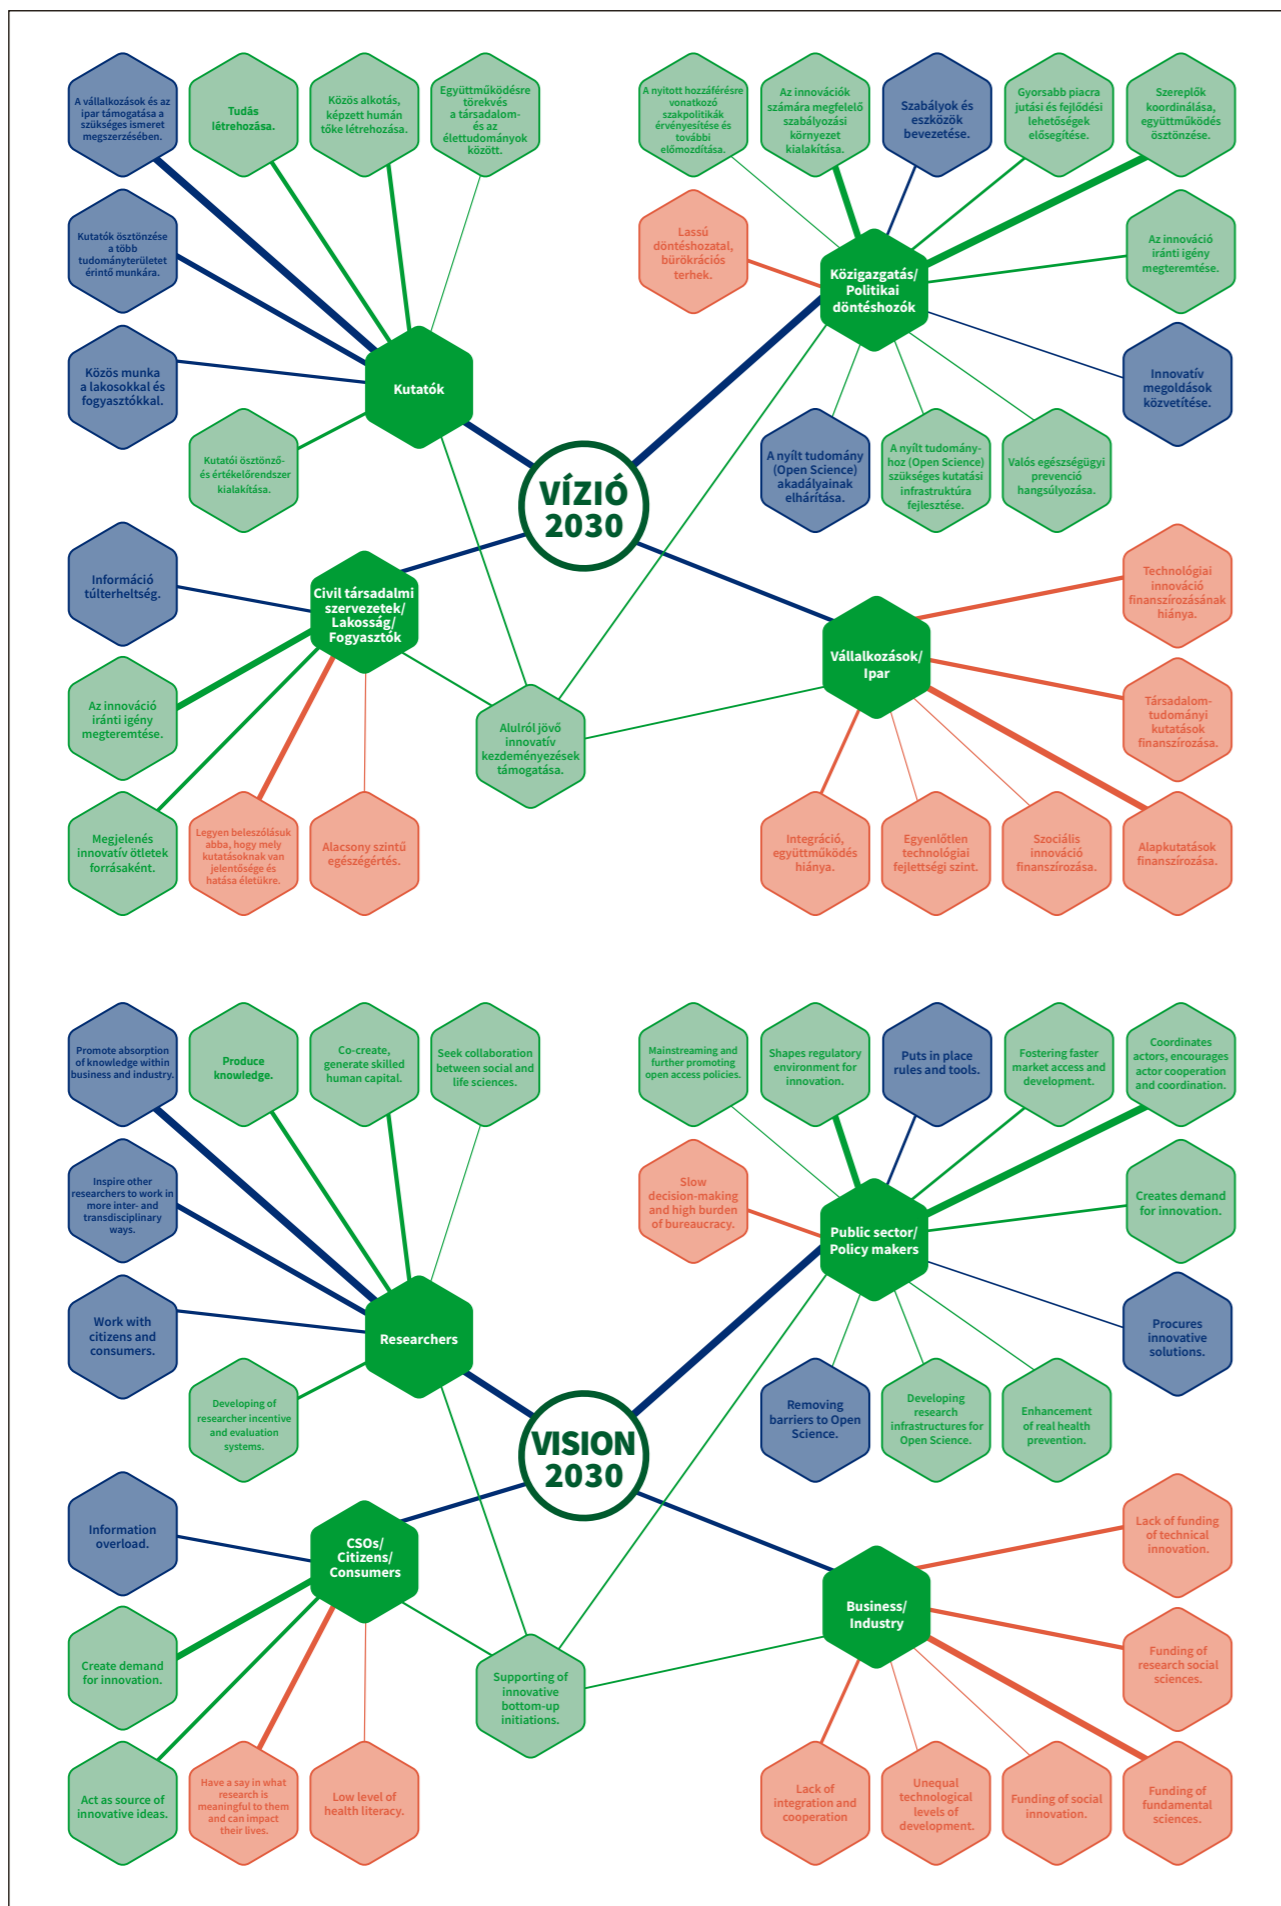 A vállalkozások és az
ipar támogatása a
szükséges ismeret
megszerzésében.
Tudás
létrehozása.
Közös alkotás,
képzett humán
tőke létrehozása.
Együttműködésre
törekvés
a társadalom-
és az
élettudományok
között.
A nyitott hozzáférésre
vonatkozó
szakpolitikák
érvényesítése és
további
előmozdítása.
Az innovációk
számára megfelelő
szabályozási
környezet
kialakítása.
Szabályok és
eszközök
bevezetése.
Gyorsabb piacra
jutási és fejlődési
lehetőségek
elősegítése.
Szereplők
koordinálása,
együttműködés
ösztönzése.
Kutatók ösztönzése
a több
tudományterületet
érintő munkára.
Lassú
döntéshozatal,
bürökrációs
terhek.
Közigazgatás/
Politikai
döntéshozók
Az innováció
iránti igény
megteremtése.
Közös munka
a lakosokkal és
fogyasztókkal.
Kutatók
Innovatív
megoldások
közvetítése.
Kutatói ösztönző-
és értékelőrendszer
kialakítása.
VÍZIÓ
2030
A nyílt tudomány
(Open Science)
akadályainak
elhárítása.
A nyílt tudomány-
hoz (Open Science)
szükséges kutatási
infrastruktúra
fejlesztése.
Valós egészségügyi
prevenció
hangsúlyozása.
Információ
túlterheltség.
Civil társadalmi
szervezetek/
Lakosság/
Fogyasztók
Technológiai
innováció
finanszírozásának
hiánya.
Vállalkozások/
Ipar
Az innováció
iránti igény
megteremtése.
Alulról jövő
innovatív
kezdeményezések
támogatása.
Társadalom-
tudományi
kutatások
finanszírozása.
Megjelenés
innovatív ötletek
forrásaként.
Legyen beleszólásuk
abba, hogy mely
kutatásoknak van
jelentősége és
hatása életükre.
Alacsony szintű
egészségértés.
Integráció,
együttműködés
hiánya.
Egyenlőtlen
technológiai
fejlettségi szint.
Szociális
innováció
finanszírozása.
Alapkutatások
finanszírozása.
Promote absorption
of knowledge within
business and industry.
Produce
knowledge.
Co-create,
generate skilled
human capital.
Seek collaboration
between social and
life sciences.
Mainstreaming and
further promoting
open access policies.
Shapes regulatory
environment for
innovation.
Puts in place
rules and tools.
Fostering faster
market access and
development.
Coordinates
actors, encourages
actor cooperation
and coordination.
Inspire other
researchers to work in
more inter- and
transdisciplinary
ways.
Slow
decision-making
and high burden
of bureaucracy.
Public sector/
Policy makers
Creates demand
for innovation.
Work with
citizens and
consumers.
Researchers
Procures
innovative
solutions.
Developing of
researcher incentive
and evaluation
systems.
VISION
2030
Removing
barriers to Open
Science.
Developing
research
infrastructures for
Open Science.
Enhancement
of real health
prevention.
Information
overload.
CSOs/
Citizens/
Consumers
Lack of funding
of technical
innovation.
Business/
Industry
Create demand
for innovation.
Supporting of
innovative
bottom-up
initiations.
Funding of
research social
sciences.
Act as source of
innovative ideas.
Have a say in what
research is
meaningful to them
and can impact
their lives.
Low level of
health literacy.
Lack of
integration and
cooperation
Unequal
technological
levels of
development.
Funding of social
innovation.
Funding of
fundamental
sciences.